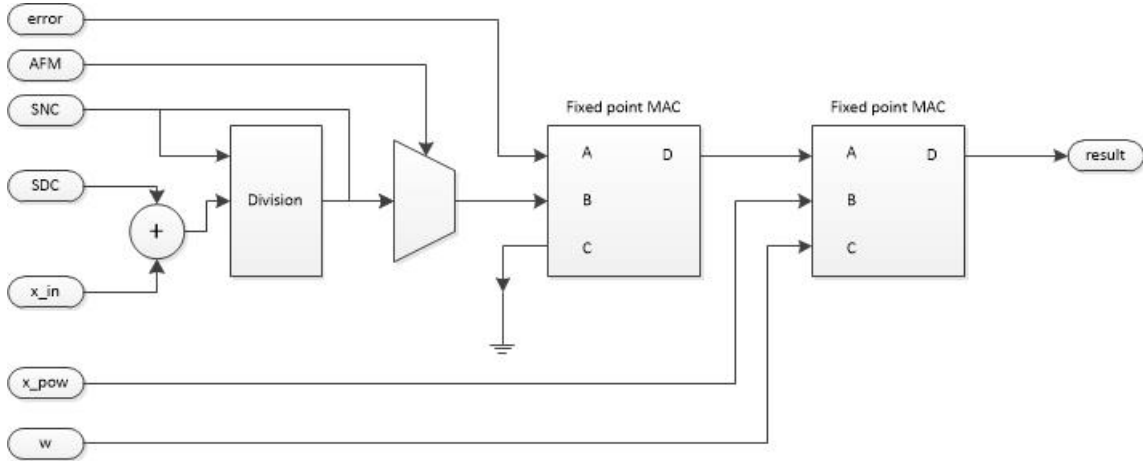 error
AFM
SNC
SDC
x_in
x_pow
w
+
Division
Fixed point MAC
A
D
B
C
Fixed point MAC
A
D
B
C
result